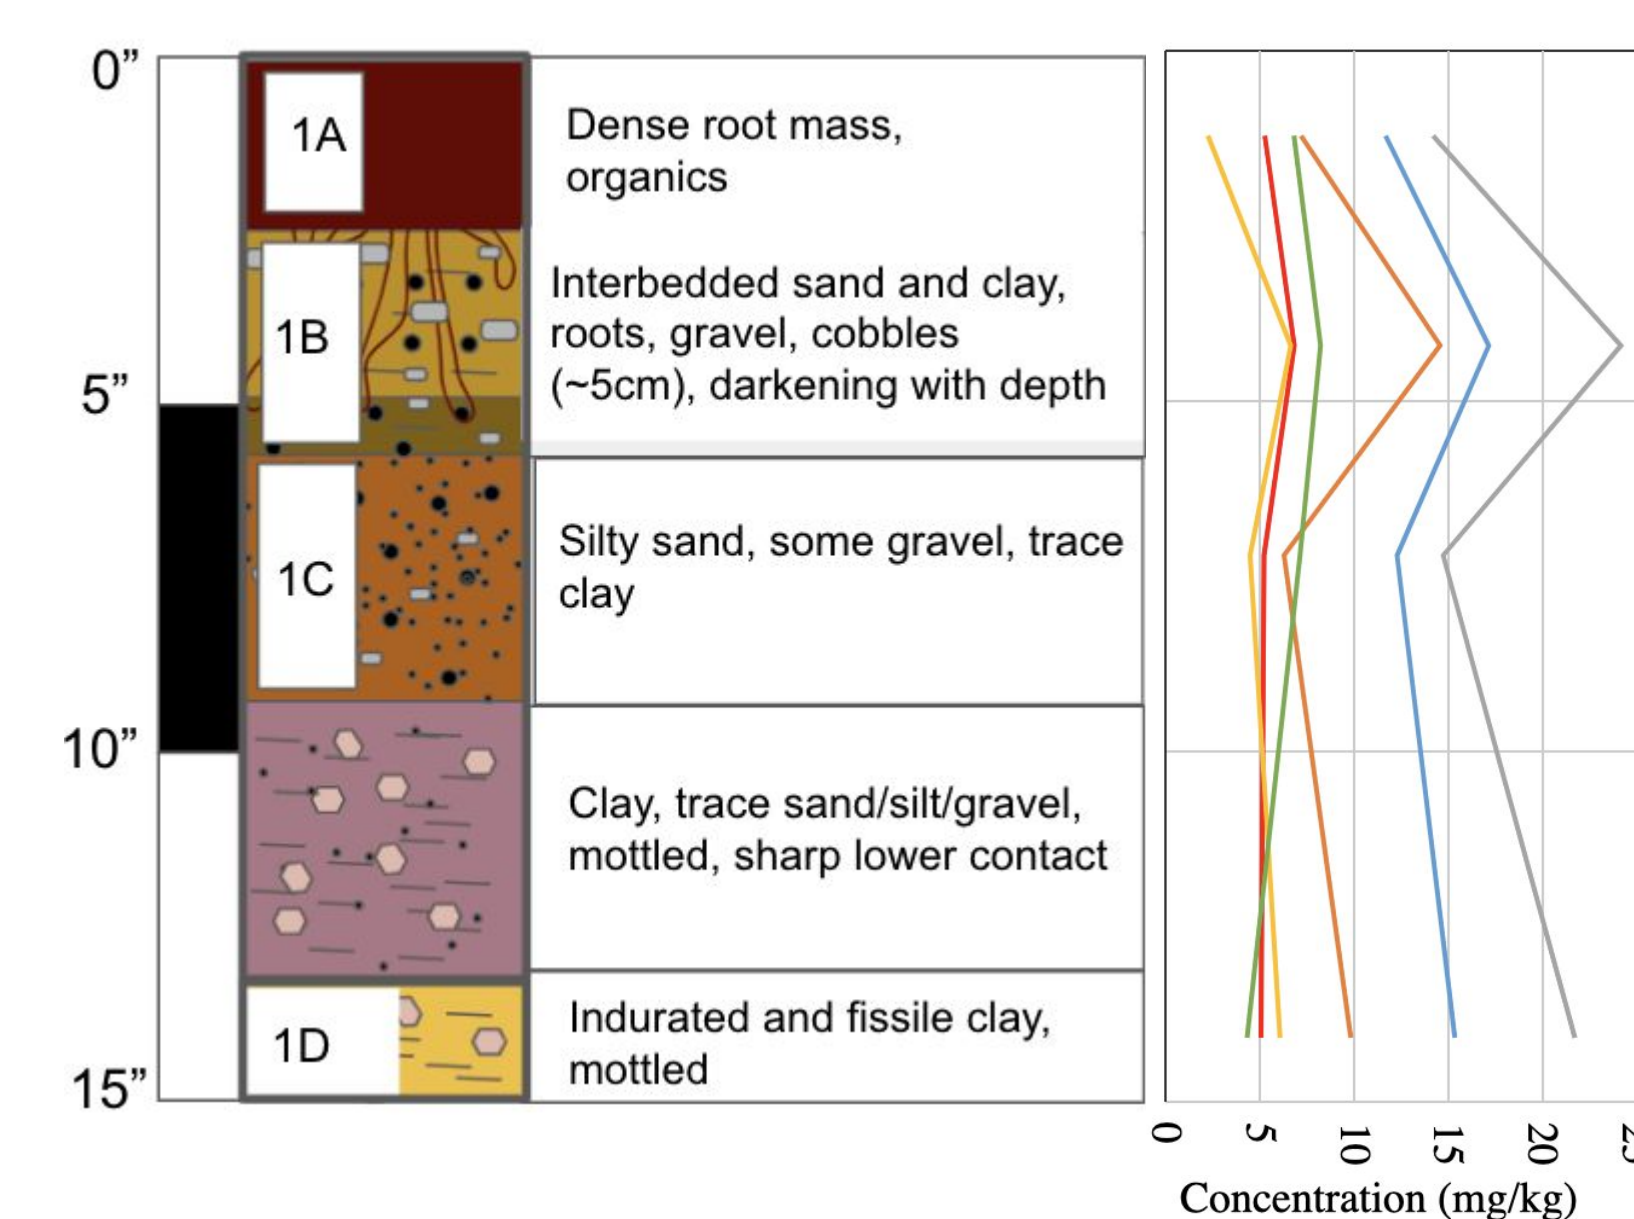 0”
1A
Dense root mass,
organics
1B
Interbedded sand and clay,
roots, gravel, cobbles
(~5cm), darkening with depth
5”
1C
Silty sand, some gravel, trace
clay
10”
Clay, trace sand/silt/gravel,
mottled, sharp lower contact
1D
Indurated and fissile clay,
mottled
15”
0
5
10
15
20
Concentration (mg/kg)